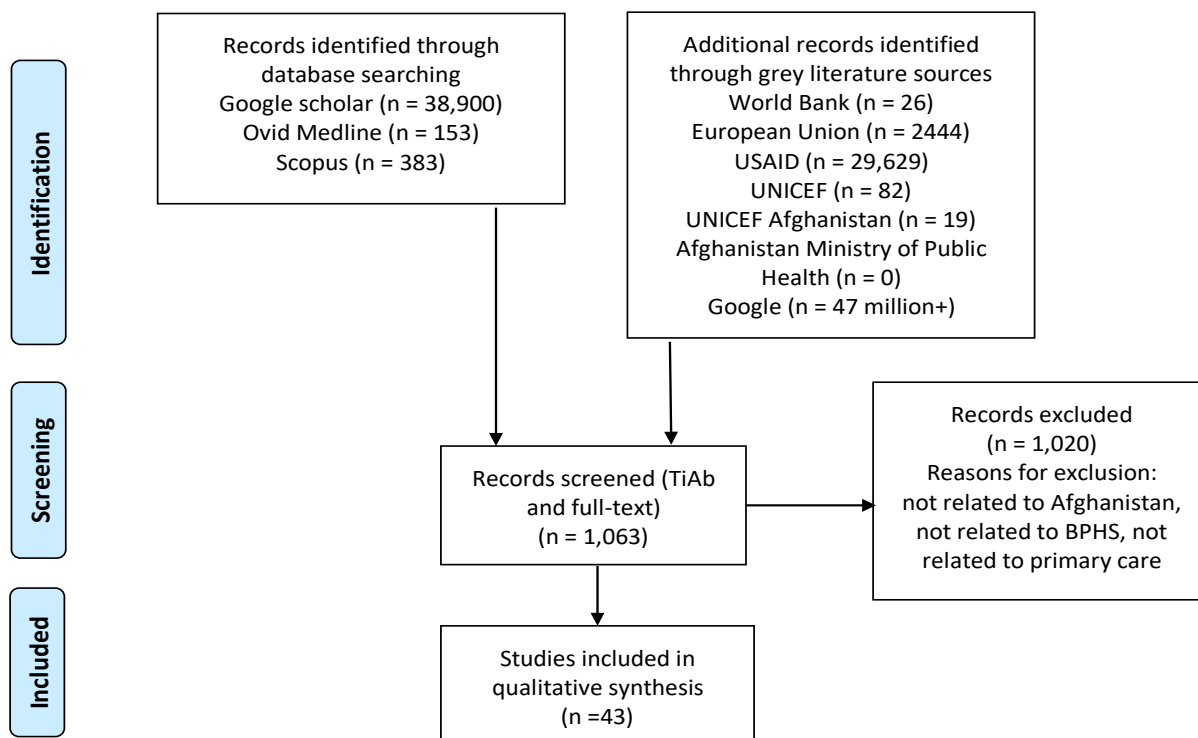 Records identified through
database searching
Google scholar (n = 38,900)
Ovid Medline (n = 153)
Scopus (n = 383)
Additional records identified
through grey literature sources
World Bank (n = 26)
European Union (n = 2444)
USAID (n = 29,629)
UNICEF (n = 82)
UNICEF Afghanistan (n = 19)
Afghanistan Ministry of Public
Health (n = 0)
Google (n = 47 million+)
Identification
Screening
Records screened (TiAb
and full-text)
(n = 1,063)
Records excluded
(n = 1,020)
Reasons for exclusion:
not related to Afghanistan,
not related to BPHS, not
related to primary care
Included
Studies included in
qualitative synthesis
(n =43)